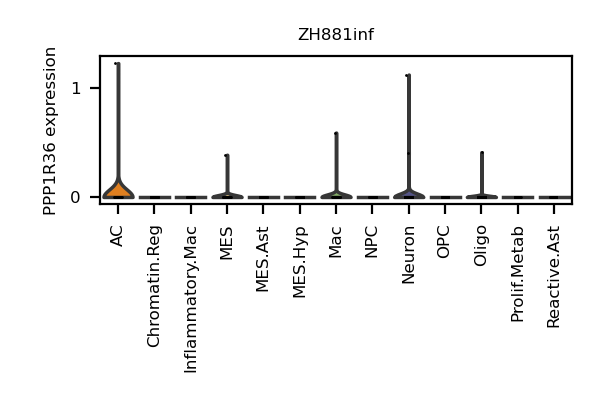 ZH881inf
PPP1R36 expression
1
0
AC
Chromatin.Reg
Inflammatory.Mac
MES
MES.Ast
MES.Hyp
Mac
NPC
Neuron
OPC
Oligo
Prolif.Metab
Reactive.Ast